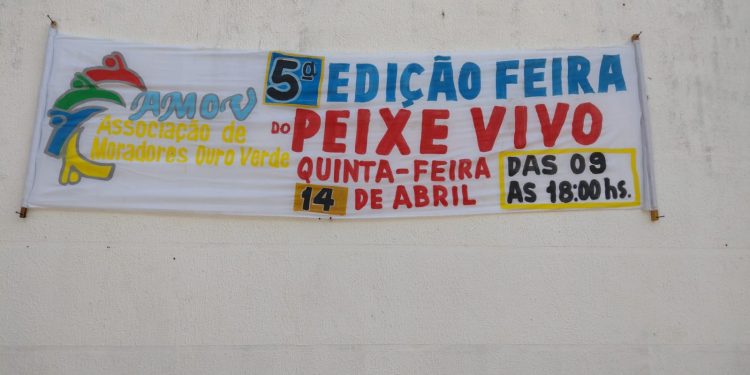 AMOV
Associação de
Moradores Ouro Verde
5ª EDIÇÃO FEIRA
DO PEIXE VIVO
QUINTA-FEIRA
14 DE ABRIL
DAS 09
AS 18:00 hs.